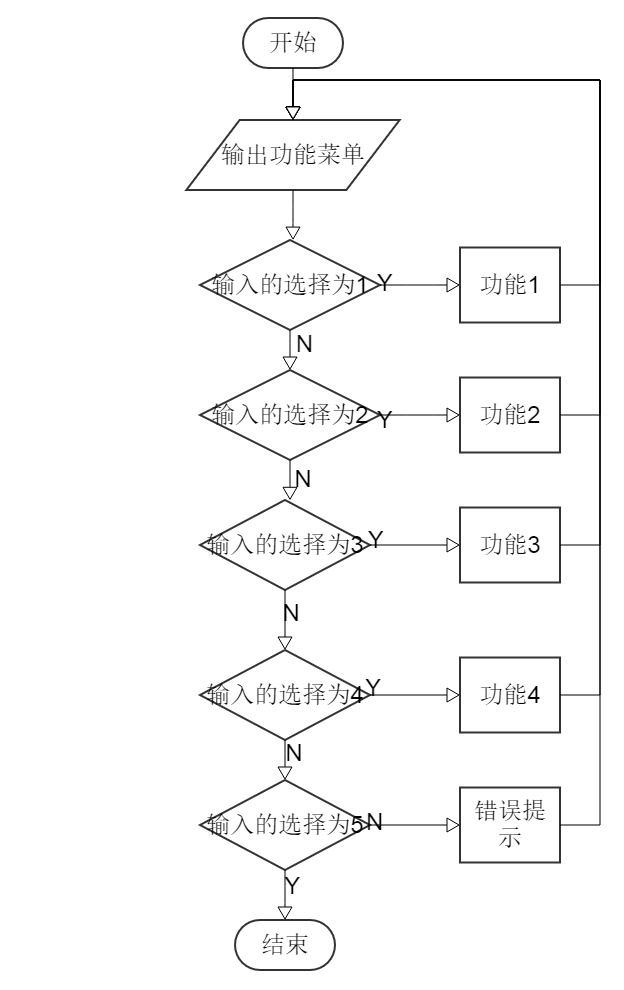 开始
输出功能菜单
输入的选择为1
Y
功能1
N
输入的选择为2
Y
功能2
N
输入的选择为3
Y
功能3
N
输入的选择为4
Y
功能4
N
输入的选择为5
N
错误提
示
Y
结束